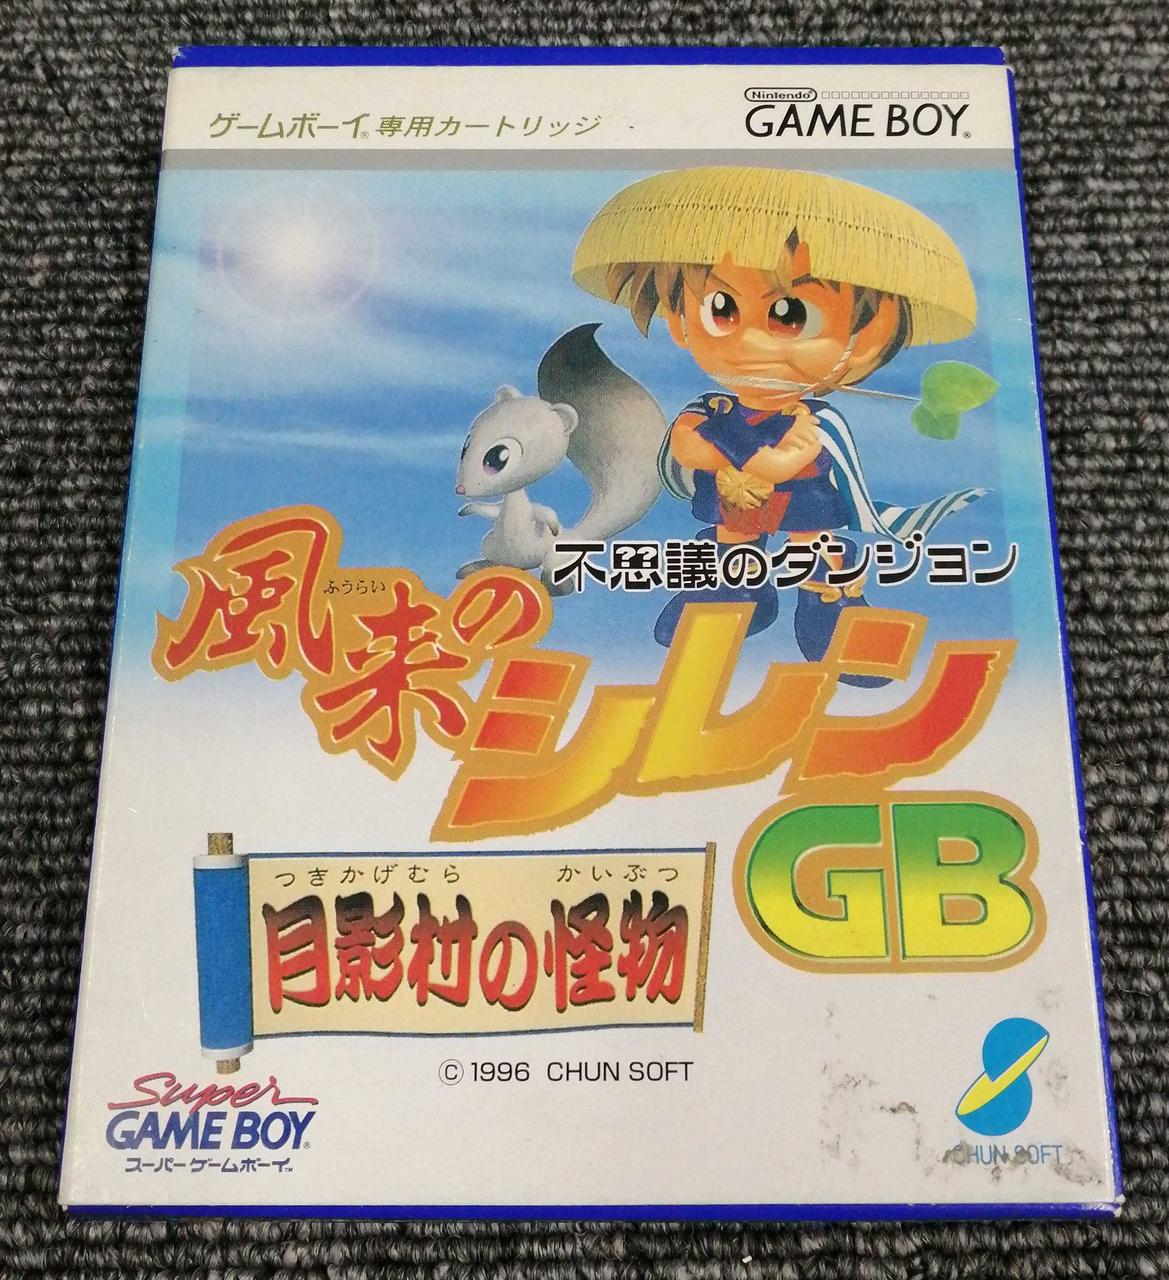 Nintendo®
GAME BOY®
ゲームボーイ® 専用カートリッジ
不思議のダンジョン
ふうらい
風来の
シレン
GB
つきかげむら かいぶつ
月影村の怪物
© 1996 CHUN SOFT
Super
GAME BOY®
スーパーゲームボーイ™
CHUN SOFT